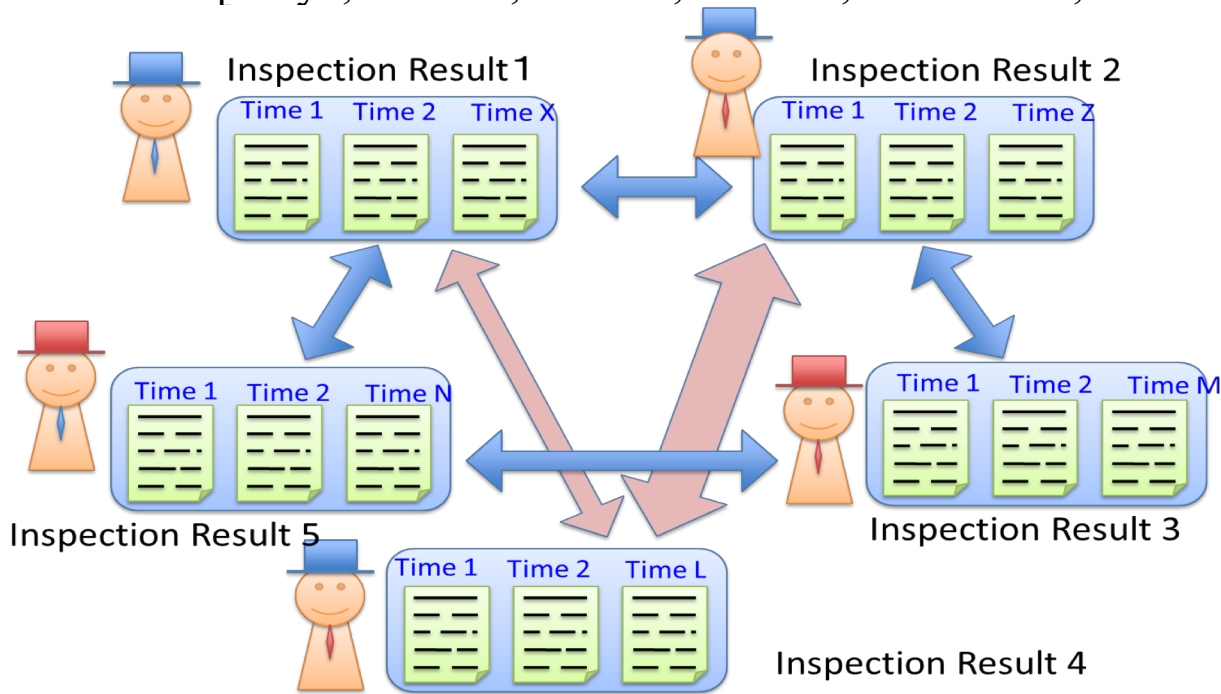 Inspection Result 1
Time 1 Time 2 Time X
Inspection Result 2
Time 1 Time 2 Time Z
Time 1 Time 2 Time N
Inspection Result 5
Time 1 Time 2 Time M
Inspection Result 3
Time 1 Time 2 Time L
Inspection Result 4